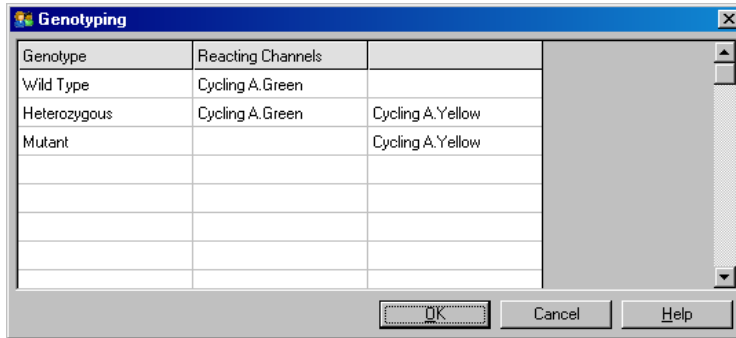 Genotyping
Genotype Reacting Channels
Wild Type Cycling A.Green
Heterozygous Cycling A.Green Cycling A.Yellow
Mutant Cycling A.Yellow
OK Cancel Help